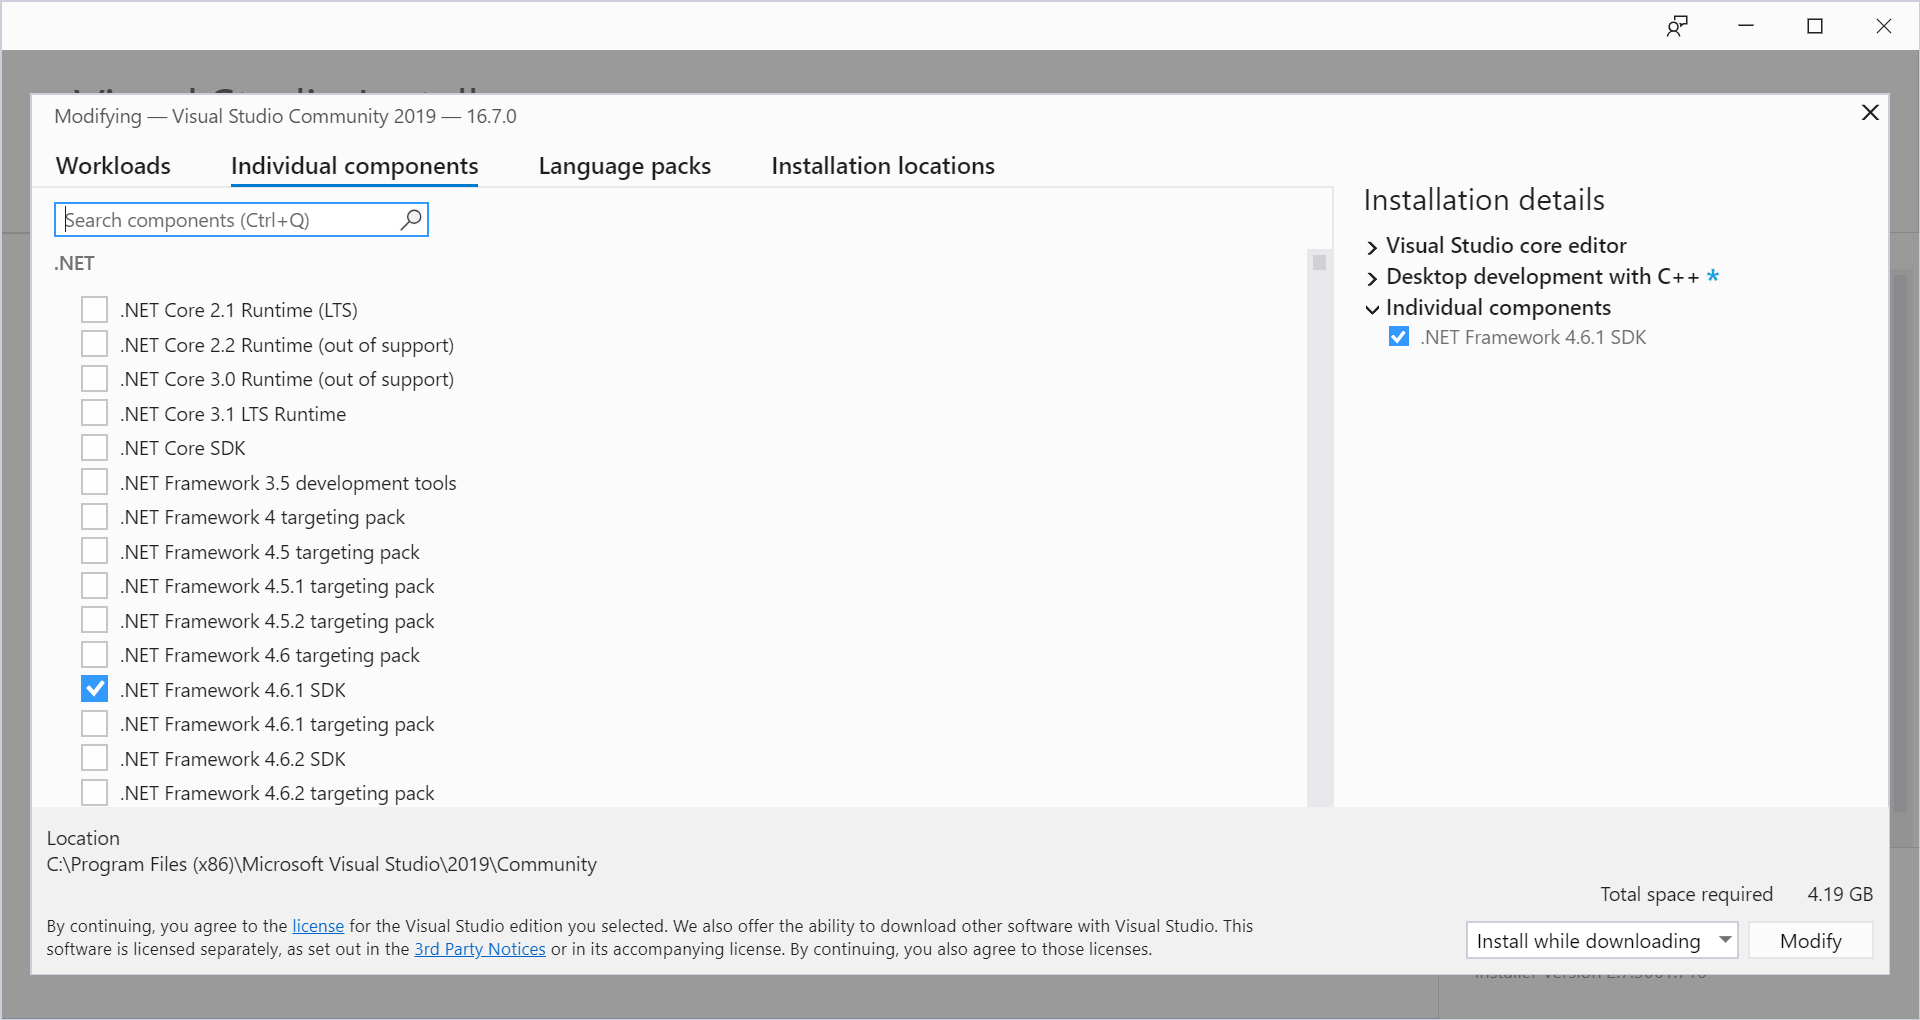 Modifying — Visual Studio Community 2019 — 16.7.0
Workloads
Individual components
Language packs
Installation locations
Search components (Ctrl+Q)
.NET
.NET Core 2.1 Runtime (LTS)
.NET Core 2.2 Runtime (out of support)
.NET Core 3.0 Runtime (out of support)
.NET Core 3.1 LTS Runtime
.NET Core SDK
.NET Framework 3.5 development tools
.NET Framework 4 targeting pack
.NET Framework 4.5 targeting pack
.NET Framework 4.5.1 targeting pack
.NET Framework 4.5.2 targeting pack
.NET Framework 4.6 targeting pack
.NET Framework 4.6.1 SDK
.NET Framework 4.6.1 targeting pack
.NET Framework 4.6.2 SDK
.NET Framework 4.6.2 targeting pack
Installation details
Visual Studio core editor
Desktop development with C++ *
Individual components
.NET Framework 4.6.1 SDK
Location
C:\Program Files (x86)\Microsoft Visual Studio\2019\Community
Total space required 4.19 GB
By continuing, you agree to the license for the Visual Studio edition you selected. We also offer the ability to download other software with Visual Studio. This
software is licensed separately, as set out in the 3rd Party Notices or in its accompanying license. By continuing, you also agree to those licenses.
Install while downloading
Modify